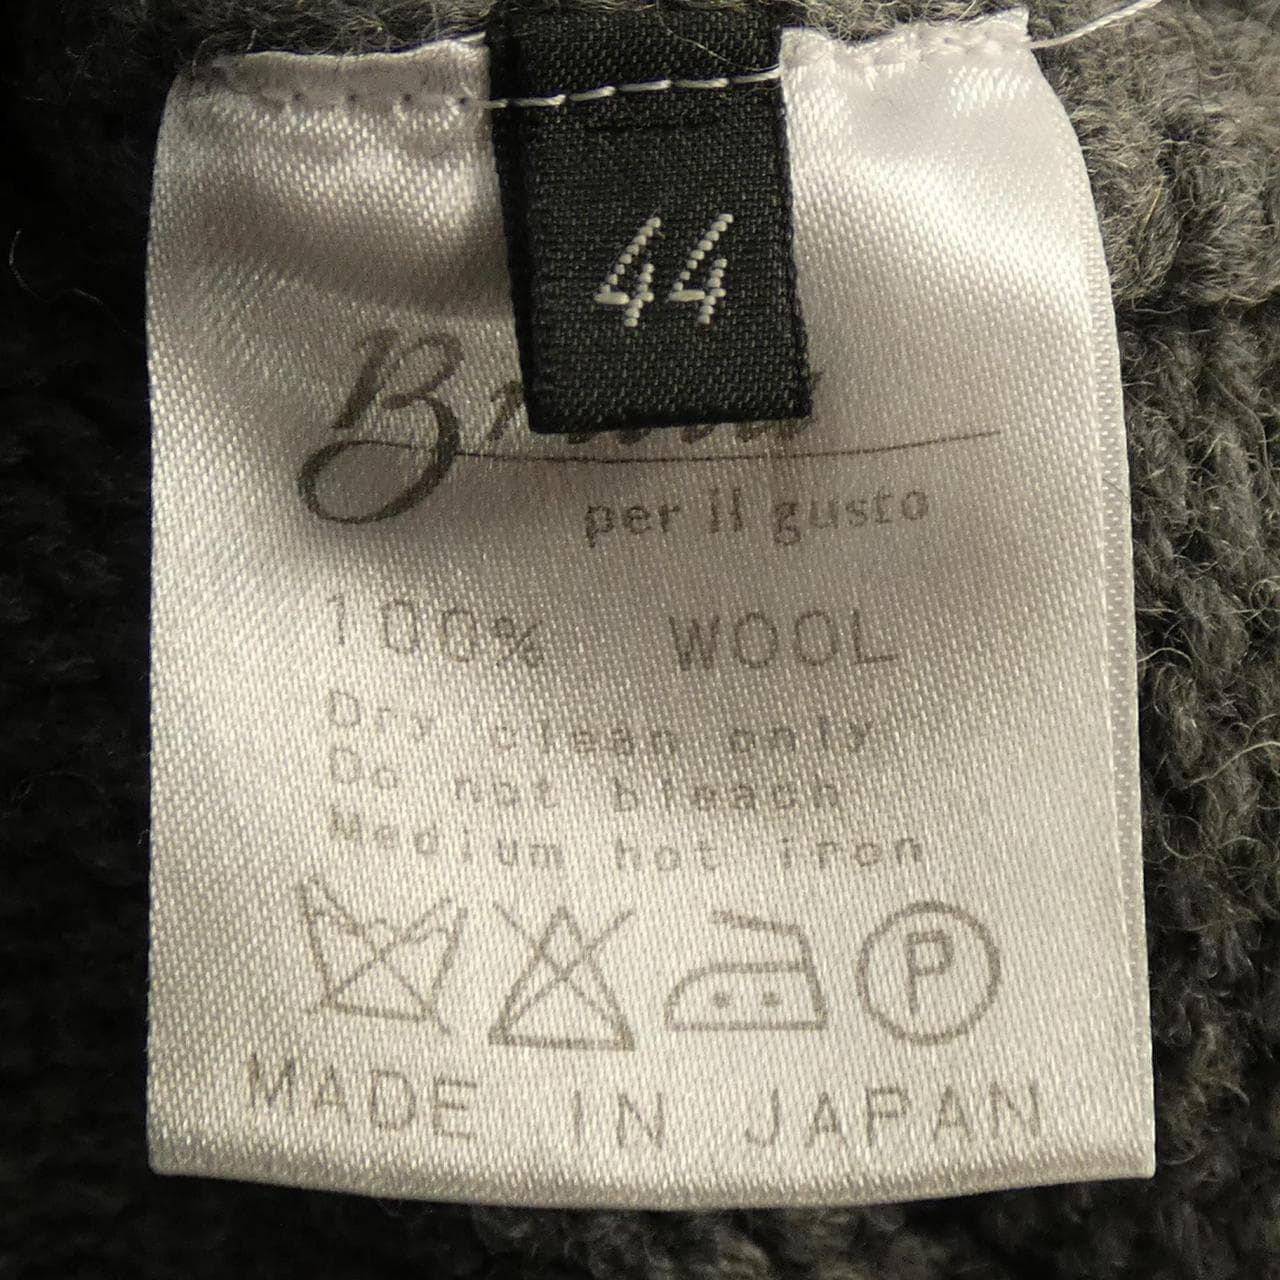 44
per il gusto
100% WOOL
Dry clean only
Do not bleach
Medium hot iron
P
MADE IN JAPAN